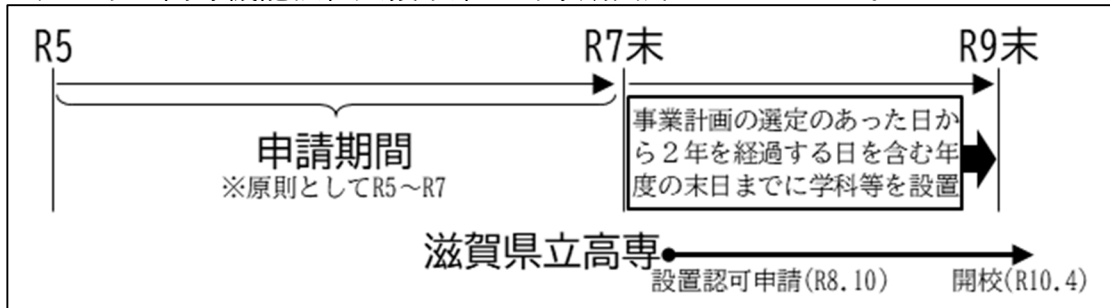 R5 R7末 R9末
申請期間
※原則としてR5～R7
事業計画の選定のあった日か
ら２年を経過する日を含む年
度の末日までに学科等を設置
滋賀県立高専
設置認可申請(R8.10) 開校(R10.4)